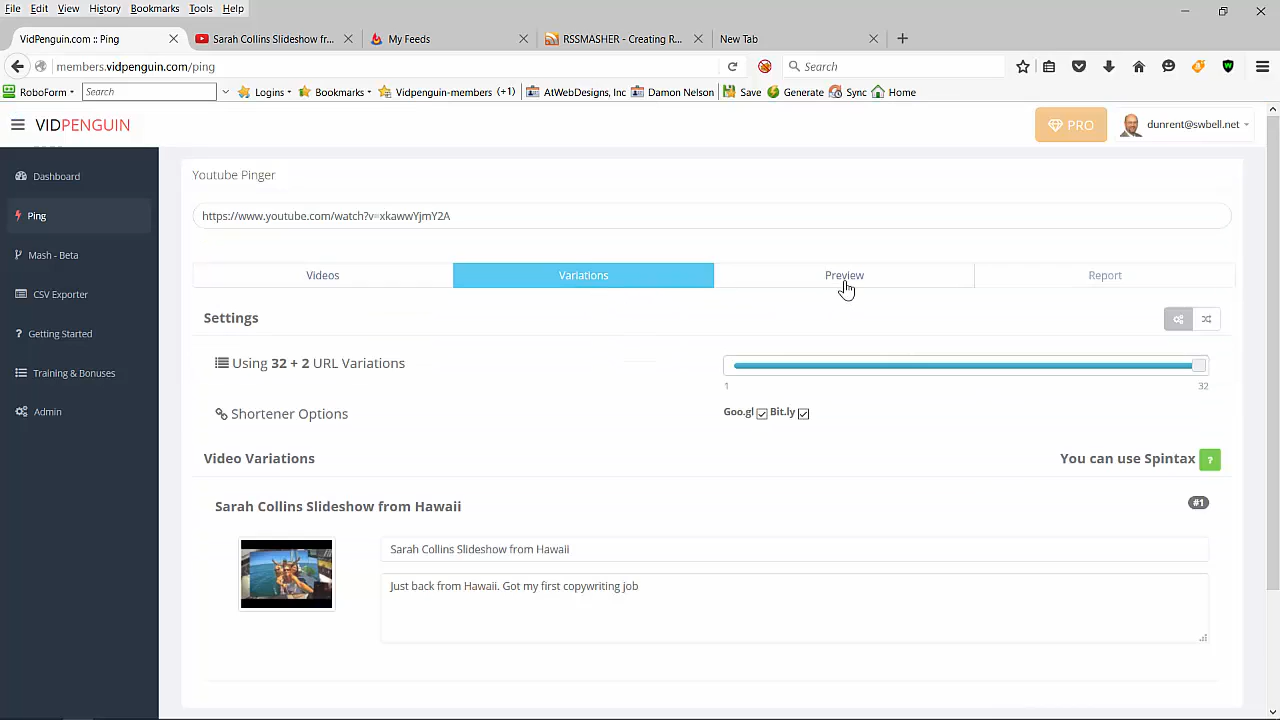 File Edit View History Bookmarks Tools Help
VidPenguin.com :: Ping
Sarah Collins Slideshow fr...
My Feeds
RSSMASHER - Creating R...
New Tab
members.vidpenguin.com/ping
Search
RoboForm
Search
Logins
Bookmarks
Vidpenguin-members (+1)
AtWebDesigns, Inc
Damon Nelson
Save
Generate
Sync
Home
VIDPENGUIN
PRO
dunrent@swbell.net
Dashboard
Ping
Mash - Beta
CSV Exporter
? Getting Started
Training & Bonuses
Admin
Youtube Pinger
https://www.youtube.com/watch?v=xkawwYjmY2A
Videos
Variations
Preview
Report
Settings
Using 32 + 2 URL Variations
1
32
Shortener Options
Goo.gl
Bit.ly
Video Variations
You can use Spintax ?
Sarah Collins Slideshow from Hawaii
#1
Sarah Collins Slideshow from Hawaii
Just back from Hawaii. Got my first copywriting job